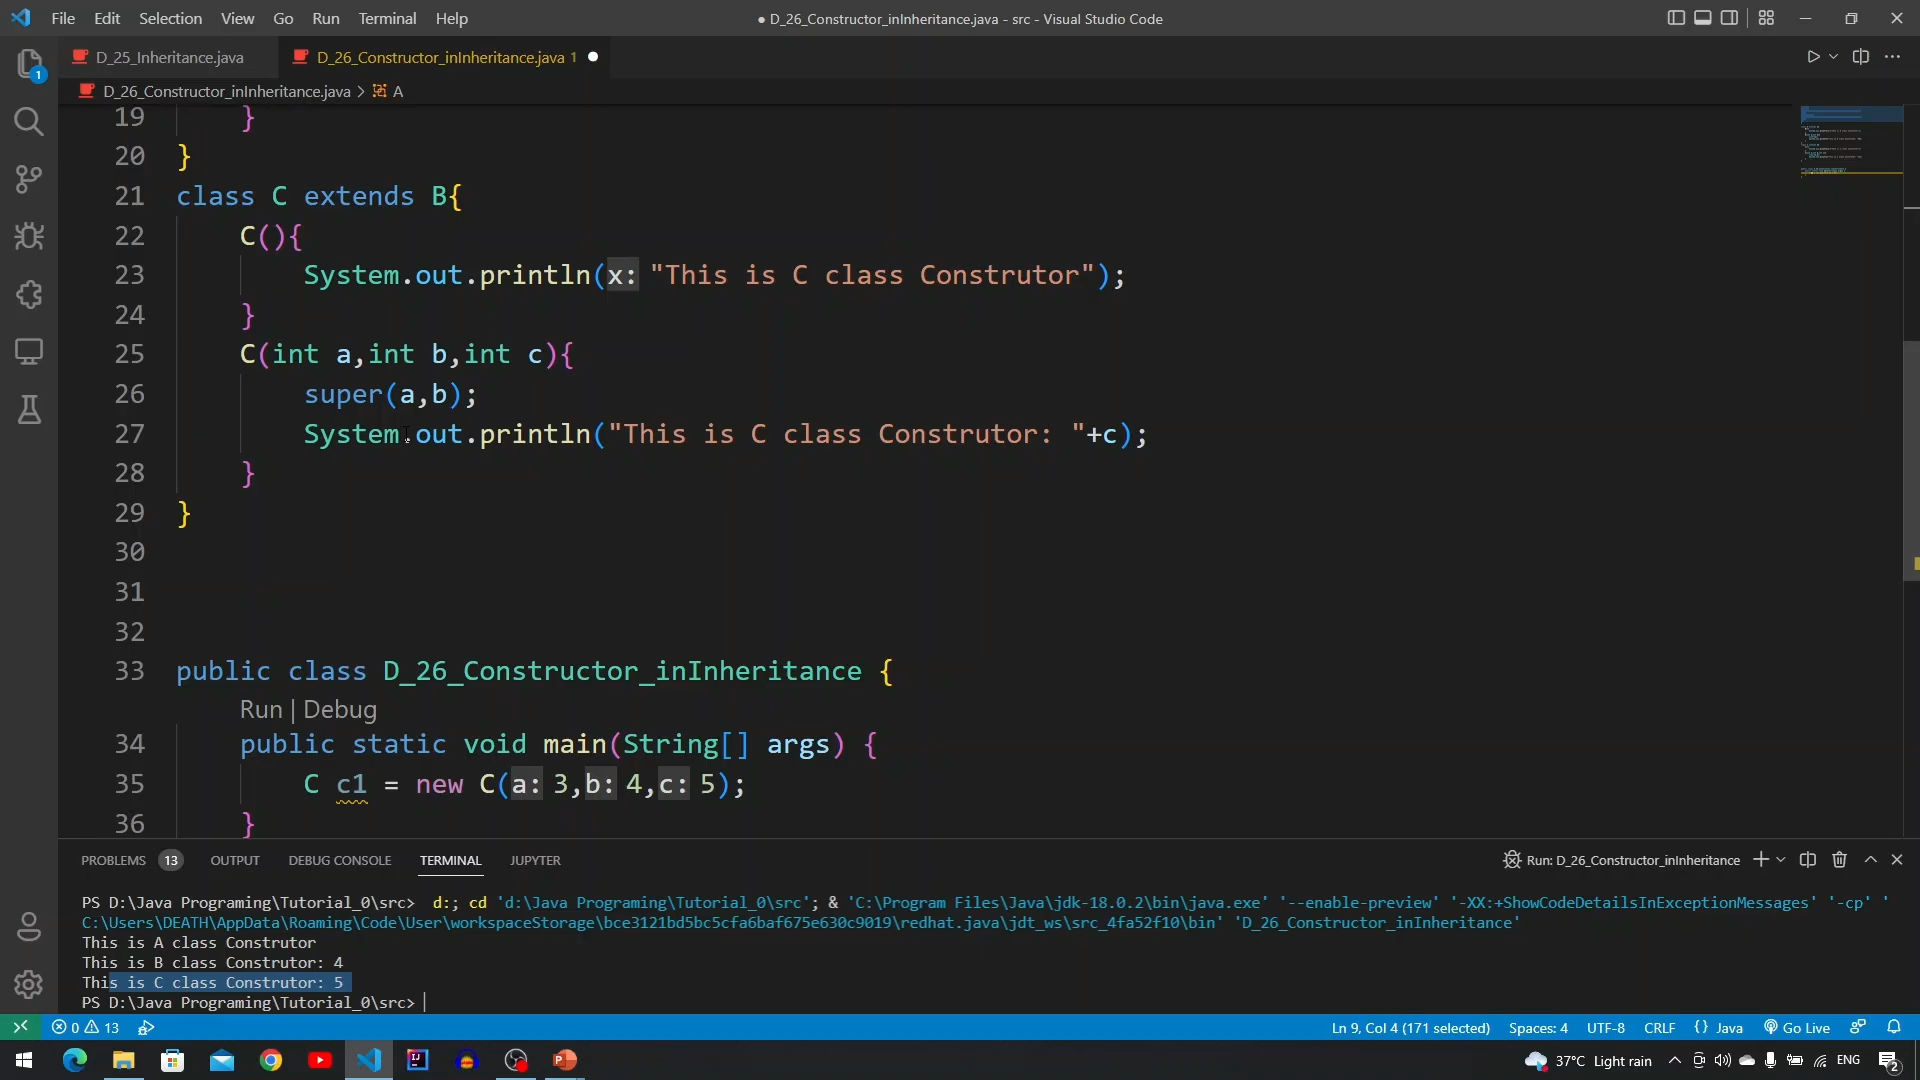 File Edit Selection View Go Run Terminal Help
● D_26_Constructor_inInheritance.java - src - Visual Studio Code
D_25_Inheritance.java
D_26_Constructor_inInheritance.java 1
D_26_Constructor_inInheritance.java > A
19 }
20 }
21 class C extends B{
22 C(){
23 System.out.println(x: "This is C class Construtor");
24 }
25 C(int a,int b,int c){
26 super(a,b);
27 System.out.println("This is C class Construtor: "+c);
28 }
29 }
30
31
32
33 public class D_26_Constructor_inInheritance {
Run | Debug
34 public static void main(String[] args) {
35 C c1 = new C(a: 3,b: 4,c: 5);
36 }
PROBLEMS 13 OUTPUT DEBUG CONSOLE TERMINAL JUPYTER
Run: D_26_Constructor_inInheritance
PS D:\Java Programing\Tutorial_0\src>  d:; cd 'd:\Java Programing\Tutorial_0\src'; & 'C:\Program Files\Java\jdk-18.0.2\bin\java.exe' '--enable-preview' '-XX:+ShowCodeDetailsInExceptionMessages' '-cp' '
C:\Users\DEATH\AppData\Roaming\Code\User\workspaceStorage\bce3121bd5bc5cfa6baf675e630c9019\redhat.java\jdt_ws\src_4fa52f10\bin' 'D_26_Constructor_inInheritance'
This is A class Construtor
This is B class Construtor: 4
This is C class Construtor: 5
PS D:\Java Programing\Tutorial_0\src>
0 13
Ln 9, Col 4 (171 selected) Spaces: 4 UTF-8 CRLF {} Java Go Live
37°C Light rain ENG 2